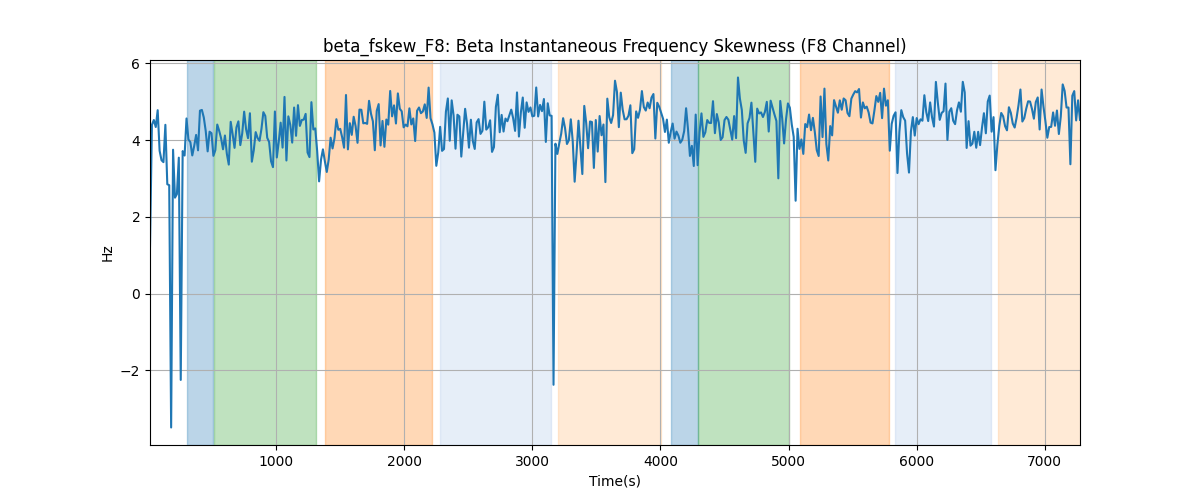 beta_fskew_F8: Beta Instantaneous Frequency Skewness (F8 Channel)
6
4
2
0
−2
Hz
1000 2000 3000 4000 5000 6000 7000
Time(s)